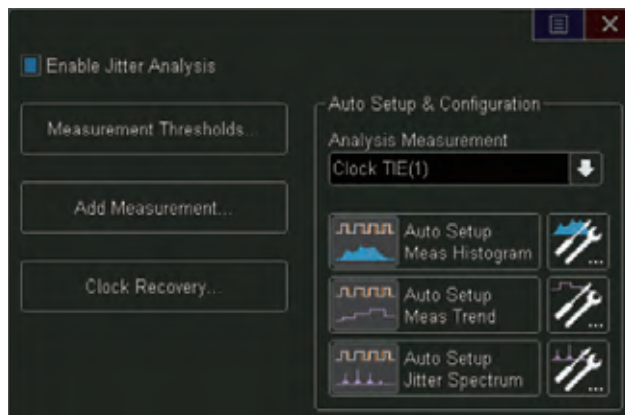 Enable Jitter Analysis
Measurement Thresholds...
Add Measurement...
Clock Recovery...
Auto Setup & Configuration
Analysis Measurement
Clock TIE(1)
Auto Setup
Meas Histogram
...
Auto Setup
Meas Trend
...
Auto Setup
Jitter Spectrum
...